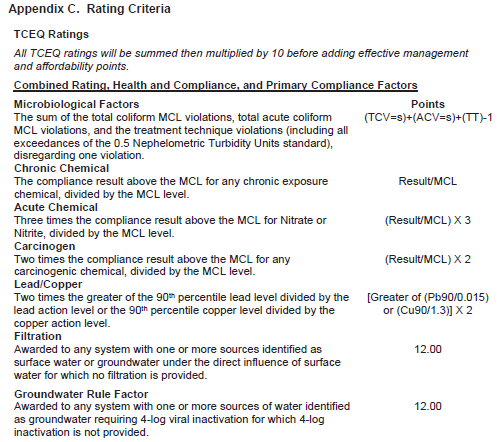 Appendix C.  Rating Criteria
TCEQ Ratings
All TCEQ ratings will be summed then multiplied by 10 before adding effective management
and affordability points.
Combined Rating, Health and Compliance, and Primary Compliance Factors
Microbiological Factors Points
The sum of the total coliform MCL violations, total acute coliform (TCV=s)+(ACV=s)+(TT)-1
MCL violations, and the treatment technique violations (including all
exceedances of the 0.5 Nephelometric Turbidity Units standard),
disregarding one violation.
Chronic Chemical
The compliance result above the MCL for any chronic exposure Result/MCL
chemical, divided by the MCL level.
Acute Chemical
Three times the compliance result above the MCL for Nitrate or (Result/MCL) X 3
Nitrite, divided by the MCL level.
Carcinogen
Two times the compliance result above the MCL for any (Result/MCL) X 2
carcinogenic chemical, divided by the MCL level.
Lead/Copper
Two times the greater of the 90th percentile lead level divided by the [Greater of (Pb90/0.015)
lead action level or the 90th percentile copper level divided by the or (Cu90/1.3)] X 2
copper action level.
Filtration
Awarded to any system with one or more sources identified as 12.00
surface water or groundwater under the direct influence of surface
water for which no filtration is provided.
Groundwater Rule Factor
Awarded to any system with one or more sources of water identified 12.00
as groundwater requiring 4-log viral inactivation for which 4-log
inactivation is not provided.